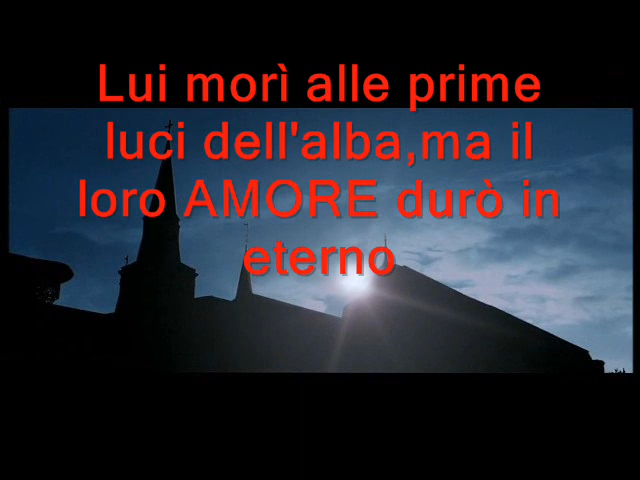 Lui morì alle prime
luci dell'alba,ma il
loro AMORE durò in
eterno